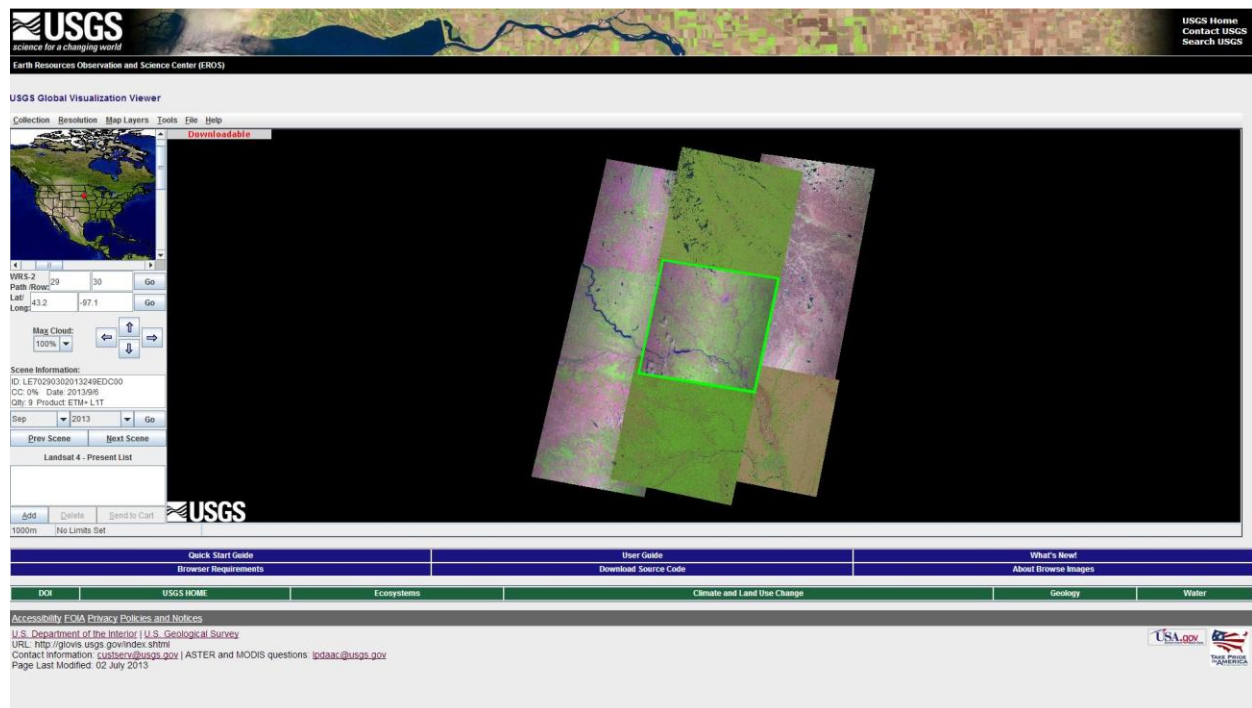 USGS
science for a changing world
USGS Home
Contact USGS
Search USGS
Earth Resources Observation and Science Center (EROS)
USGS Global Visualization Viewer
Collection Resolution Map Layers Tools File Help
Downloadable
WRS-2
Path /Row: 29 30 Go
Lat/
Long: 43.2 -97.1 Go
Max Cloud:
100%
Scene Information:
ID: LE70290302013249EDC00
CC: 0% Date: 2013/9/6
Qlty: 9 Product: ETM+ L1T
Sep 2013 Go
Prev Scene Next Scene
Landsat 4 - Present List
Add Delete Send to Cart
USGS
1000m No Limits Set
Quick Start Guide User Guide What's New!
Browser Requirements Download Source Code About Browse Images
DOI USGS HOME Ecosystems Climate and Land Use Change Geology Water
Accessibility FOIA Privacy Policies and Notices
U.S. Department of the Interior | U.S. Geological Survey
URL: http://glovis.usgs.gov/index.shtml
Contact Information: custserv@usgs.gov | ASTER and MODIS questions: lpdaac@usgs.gov
Page Last Modified: 02 July 2013
USA.gov
TAKE PRIDE
IN AMERICA